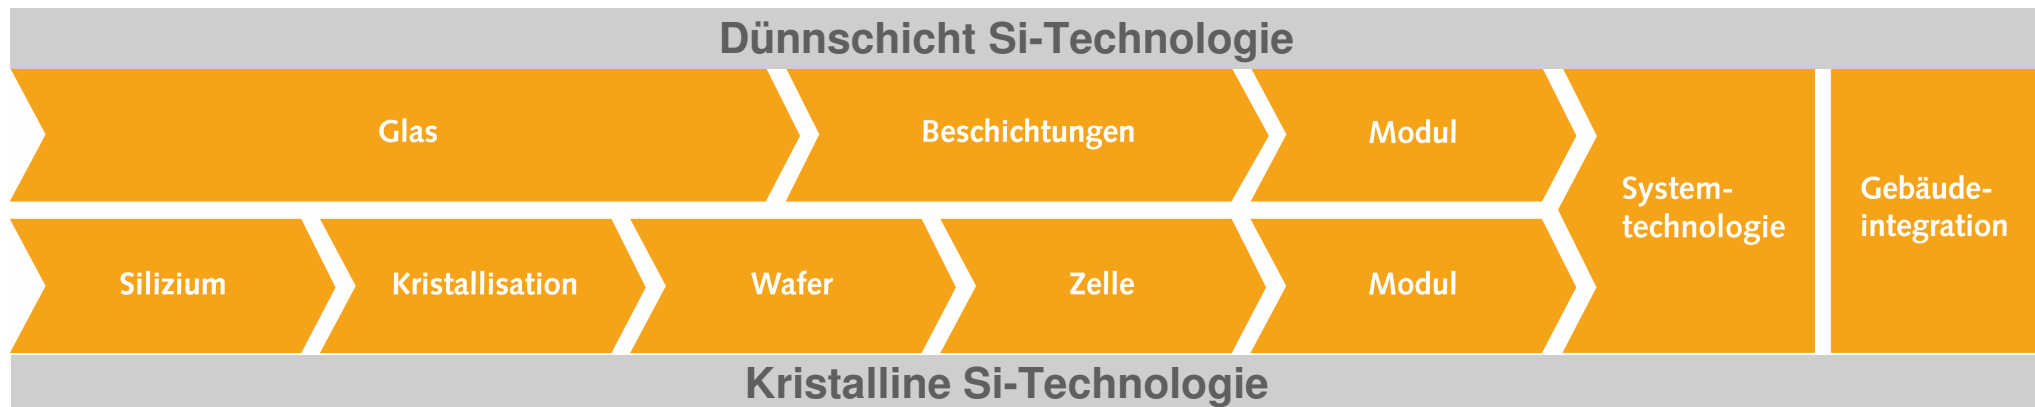 Dünnschicht Si-Technologie
Glas
Beschichtungen
Modul
System-
technologie
Gebäude-
integration
Silizium
Kristallisation
Wafer
Zelle
Modul
Kristalline Si-Technologie